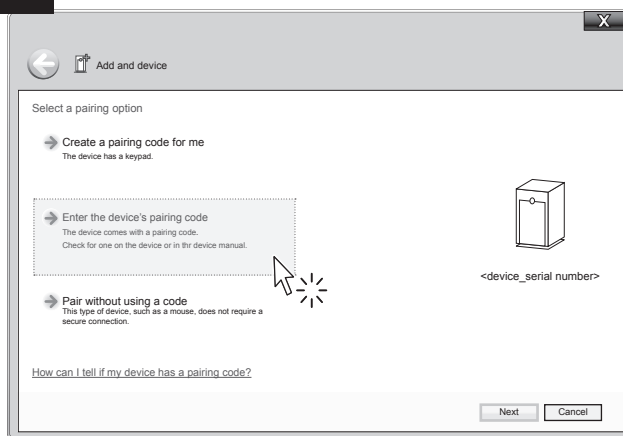 X
Add and device
Select a pairing option
Create a pairing code for me
The device has a keypad.
Enter the device's pairing code
The device comes with a pairing code.
Check for one on the device or in thr device manual.
<device_serial number>
Pair without using a code
This type of device, such as a mouse, does not require a
secure connection.
How can I tell if my device has a pairing code?
Next Cancel